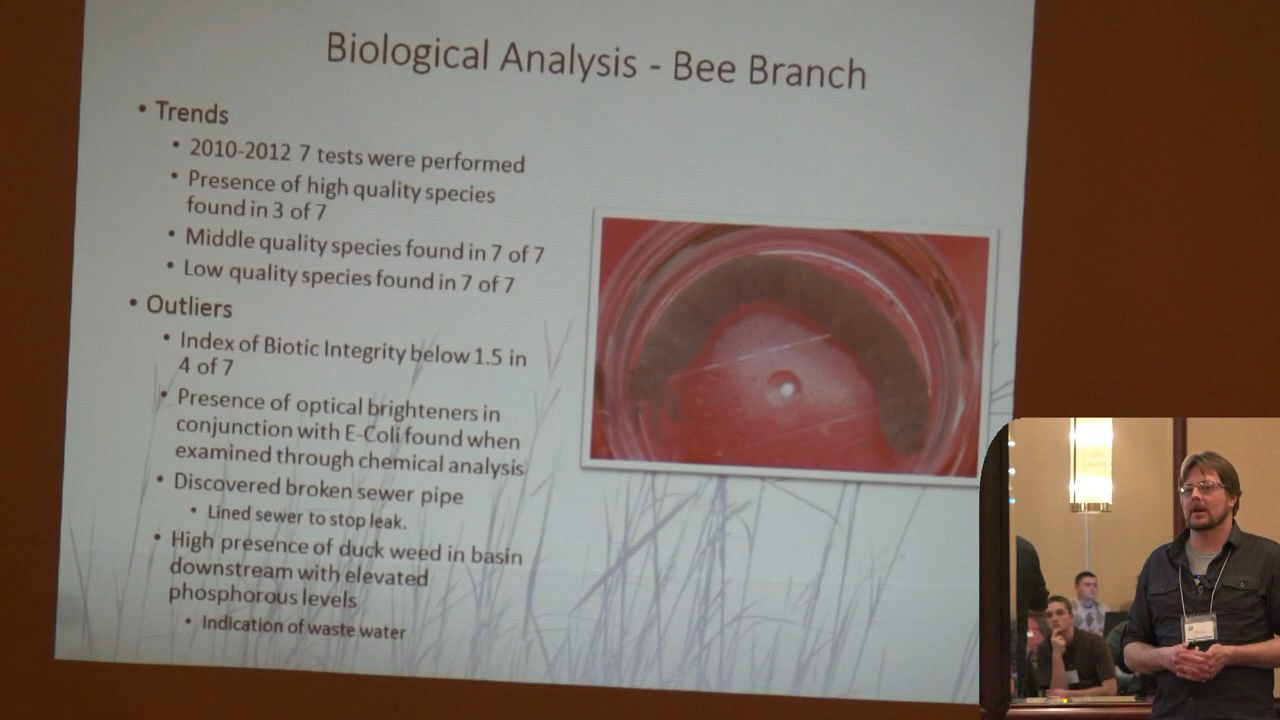 Biological Analysis - Bee Branch
• Trends
• 2010-2012 7 tests were performed
• Presence of high quality species
found in 3 of 7
• Middle quality species found in 7 of 7
• Low quality species found in 7 of 7
• Outliers
• Index of Biotic Integrity below 1.5 in
4 of 7
• Presence of optical brighteners in
conjunction with E-Coli found when
examined through chemical analysis
• Discovered broken sewer pipe
• Lined sewer to stop leak.
• High presence of duck weed in basin
downstream with elevated
phosphorous levels
• Indication of waste water